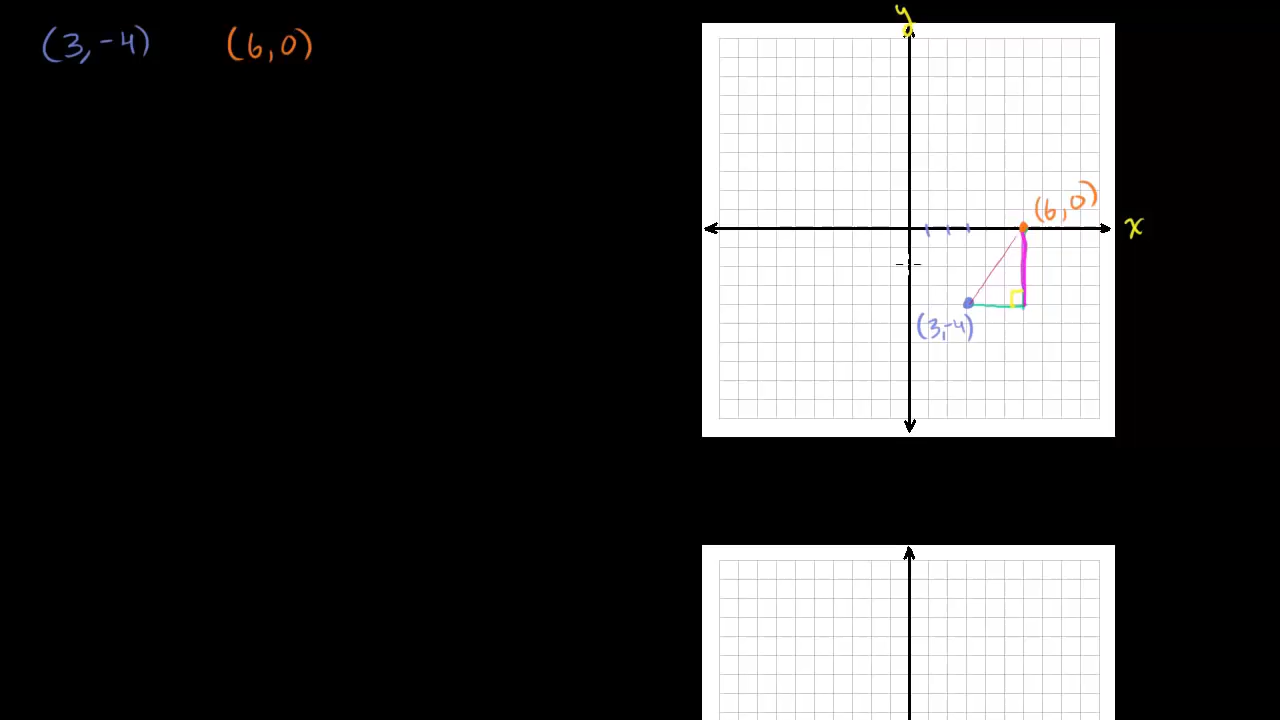 (3,-4) (6,0)
y
(6,0)
x
(3,-4)